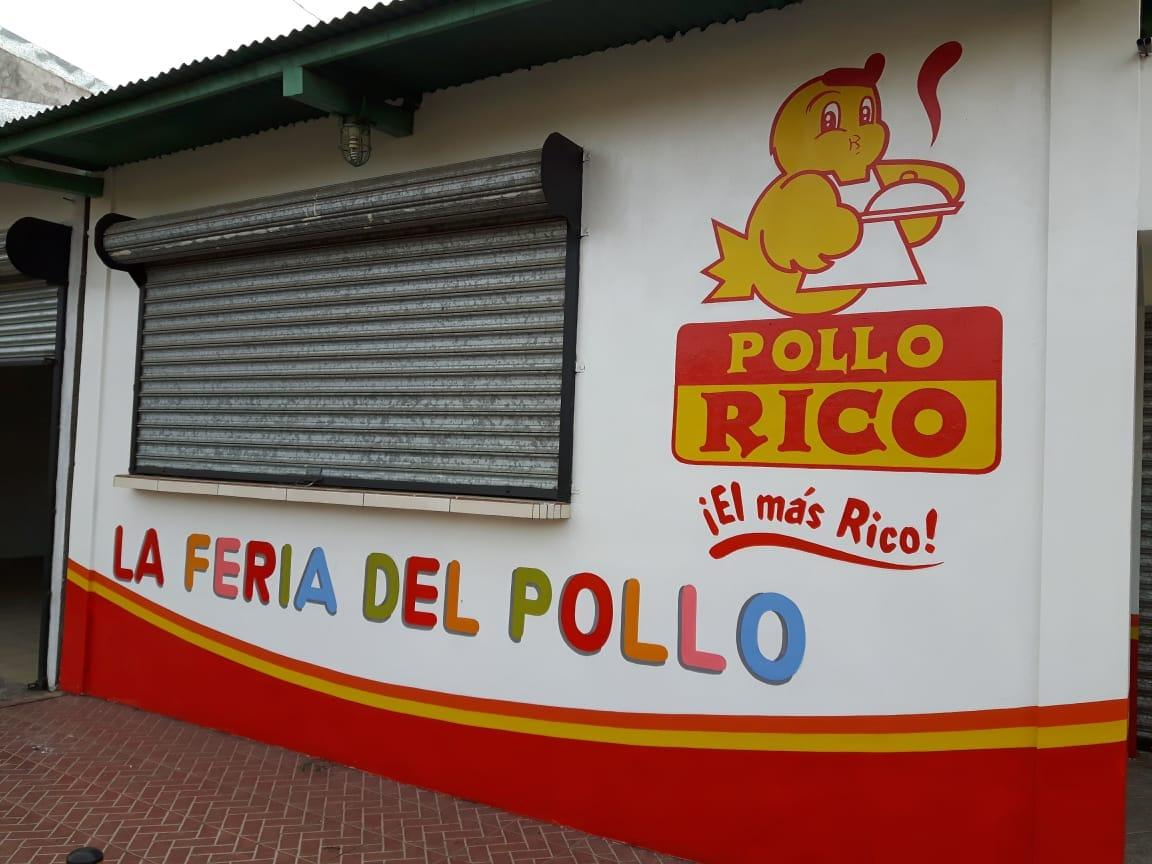 POLLO
RICO
¡El más Rico!
LA FERIA DEL POLLO